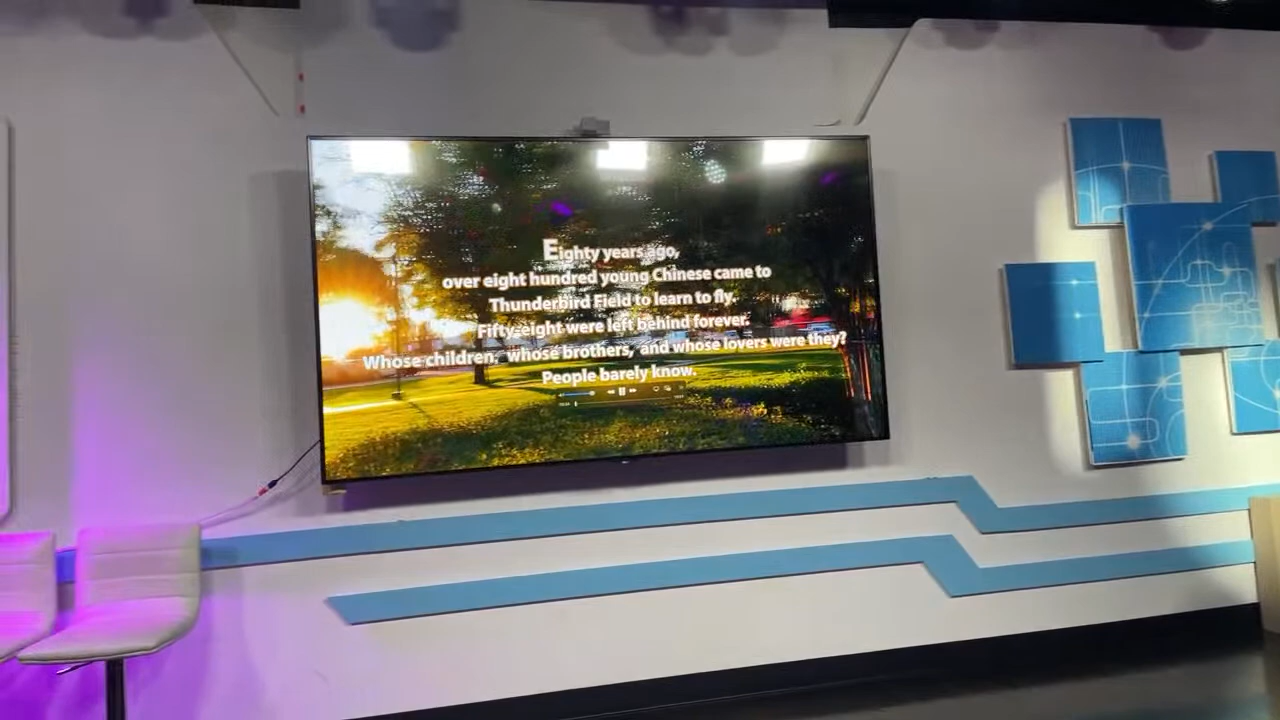 Eighty years ago,
over eight hundred young Chinese came to
Thunderbird Field to learn to fly.
Fifty-eight were left behind forever.
Whose children, whose brothers, and whose lovers were they?
People barely know.